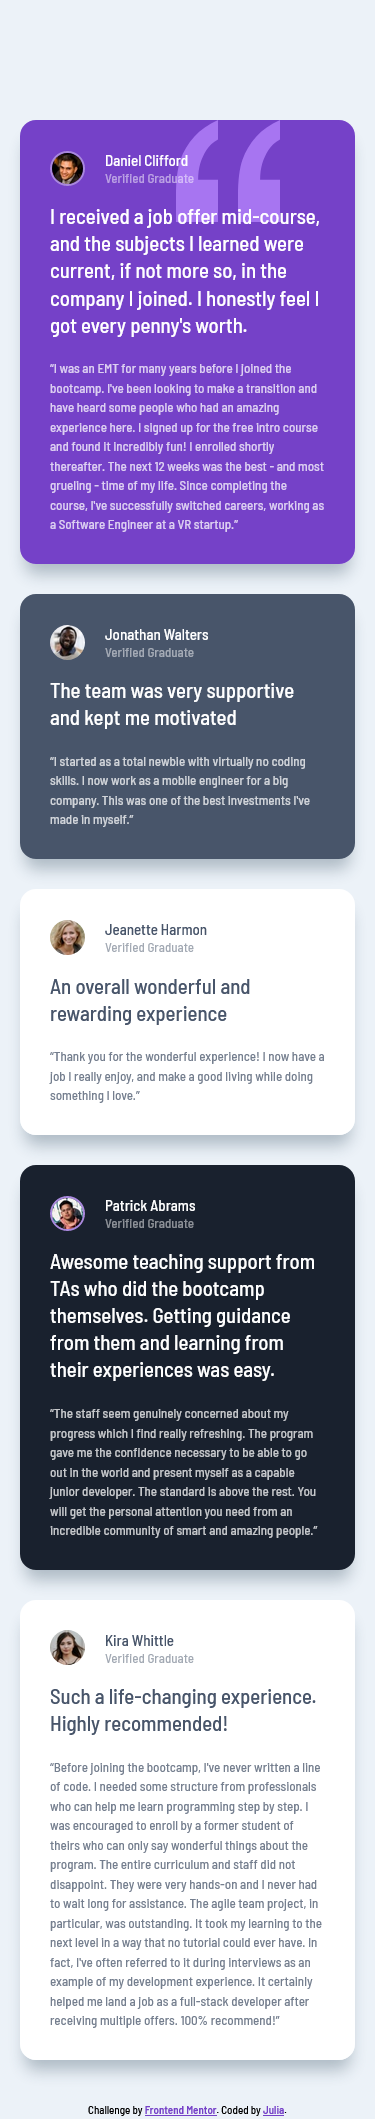 Daniel Clifford
Verified Graduate
I received a job offer mid-course,
and the subjects I learned were
current, if not more so, in the
company I joined. I honestly feel I
got every penny's worth.
“I was an EMT for many years before I joined the
bootcamp. I've been looking to make a transition and
have heard some people who had an amazing
experience here. I signed up for the free intro course
and found it incredibly fun! I enrolled shortly
thereafter. The next 12 weeks was the best - and most
grueling - time of my life. Since completing the
course, I've successfully switched careers, working as
a Software Engineer at a VR startup.”
Jonathan Walters
Verified Graduate
The team was very supportive
and kept me motivated
“I started as a total newbie with virtually no coding
skills. I now work as a mobile engineer for a big
company. This was one of the best investments I've
made in myself.”
Jeanette Harmon
Verified Graduate
An overall wonderful and
rewarding experience
“Thank you for the wonderful experience! I now have a
job I really enjoy, and make a good living while doing
something I love.”
Patrick Abrams
Verified Graduate
Awesome teaching support from
TAs who did the bootcamp
themselves. Getting guidance
from them and learning from
their experiences was easy.
“The staff seem genuinely concerned about my
progress which I find really refreshing. The program
gave me the confidence necessary to be able to go
out in the world and present myself as a capable
junior developer. The standard is above the rest. You
will get the personal attention you need from an
incredible community of smart and amazing people.”
Kira Whittle
Verified Graduate
Such a life-changing experience.
Highly recommended!
“Before joining the bootcamp, I've never written a line
of code. I needed some structure from professionals
who can help me learn programming step by step. I
was encouraged to enroll by a former student of
theirs who can only say wonderful things about the
program. The entire curriculum and staff did not
disappoint. They were very hands-on and I never had
to wait long for assistance. The agile team project, in
particular, was outstanding. It took my learning to the
next level in a way that no tutorial could ever have. In
fact, I've often referred to it during interviews as an
example of my development experience. It certainly
helped me land a job as a full-stack developer after
receiving multiple offers. 100% recommend!”
Challenge by Frontend Mentor. Coded by Julia.